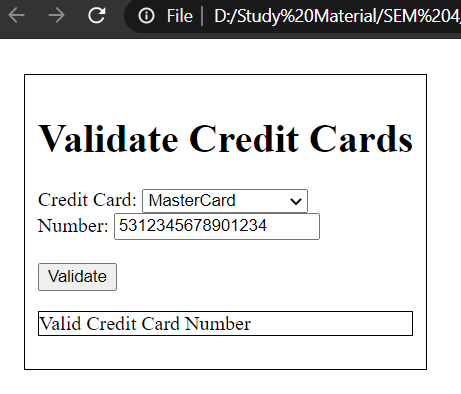 File D:/Study%20Material/SEM%204
Validate Credit Cards
Credit Card: MasterCard
Number: 5312345678901234
Validate
Valid Credit Card Number